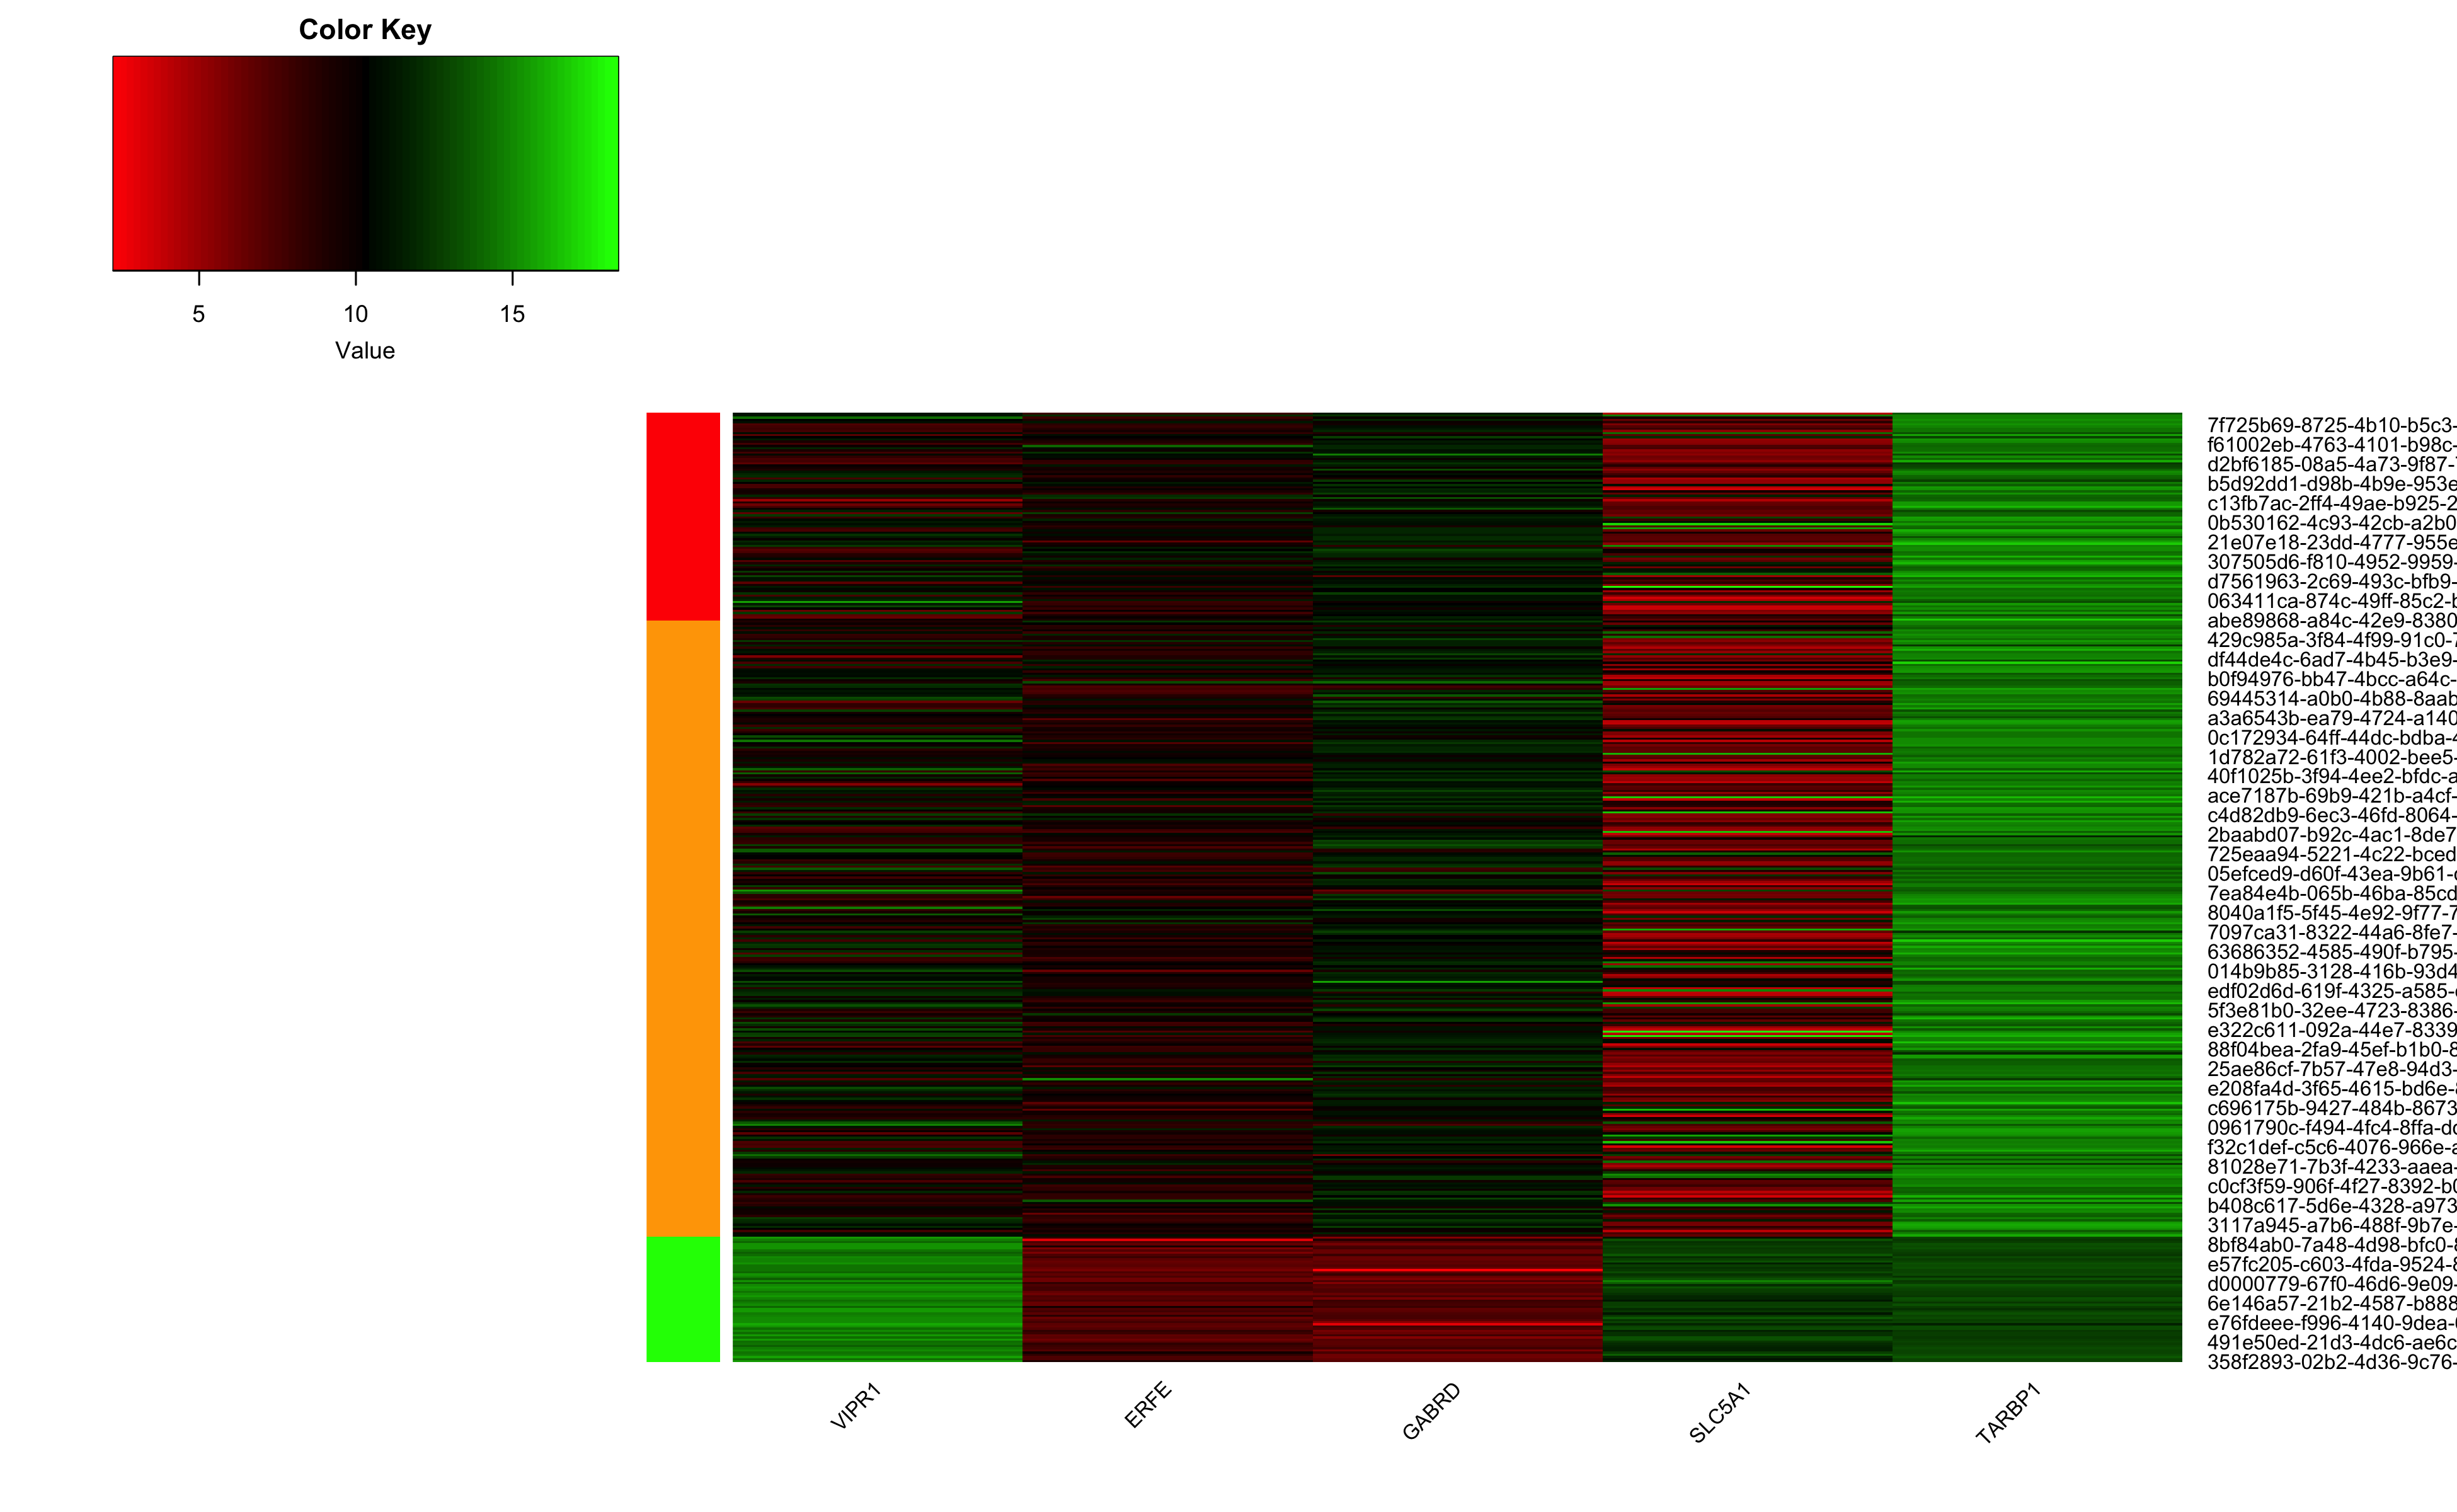 Color Key
5 10 15
Value
7f725b69-8725-4b10-b5c3-
f61002eb-4763-4101-b98c-
d2bf6185-08a5-4a73-9f87-
b5d92dd1-d98b-4b9e-953e
c13fb7ac-2ff4-49ae-b925-2
0b530162-4c93-42cb-a2b0
21e07e18-23dd-4777-955e
307505d6-f810-4952-9959-
d7561963-2c69-493c-bfb9-
063411ca-874c-49ff-85c2-b
abe89868-a84c-42e9-8380
429c985a-3f84-4f99-91c0-7
df44de4c-6ad7-4b45-b3e9-
b0f94976-bb47-4bcc-a64c-
69445314-a0b0-4b88-8aab
a3a6543b-ea79-4724-a140
0c172934-64ff-44dc-bdba-4
1d782a72-61f3-4002-bee5-
40f1025b-3f94-4ee2-bfdc-a
ace7187b-69b9-421b-a4cf-
c4d82db9-6ec3-46fd-8064-
2baabd07-b92c-4ac1-8de7
725eaa94-5221-4c22-bced
05efced9-d60f-43ea-9b61-
7ea84e4b-065b-46ba-85cd
8040a1f5-5f45-4e92-9f77-7
7097ca31-8322-44a6-8fe7-
63686352-4585-490f-b795-
014b9b85-3128-416b-93d4
edf02d6d-619f-4325-a585-
5f3e81b0-32ee-4723-8386-
e322c611-092a-44e7-8339
88f04bea-2fa9-45ef-b1b0-8
25ae86cf-7b57-47e8-94d3-
e208fa4d-3f65-4615-bd6e-
c696175b-9427-484b-8673
0961790c-f494-4fc4-8ffa-dc
f32c1def-c5c6-4076-966e-a
81028e71-7b3f-4233-aaea-
c0cf3f59-906f-4f27-8392-b0
b408c617-5d6e-4328-a973
3117a945-a7b6-488f-9b7e-
8bf84ab0-7a48-4d98-bfc0-8
e57fc205-c603-4fda-9524-8
d0000779-67f0-46d6-9e09-
6e146a57-21b2-4587-b888
e76fdeee-f996-4140-9dea-
491e50ed-21d3-4dc6-ae6c
358f2893-02b2-4d36-9c76-
VIPR1 ERFE GABRD SLC5A1 TARBP1